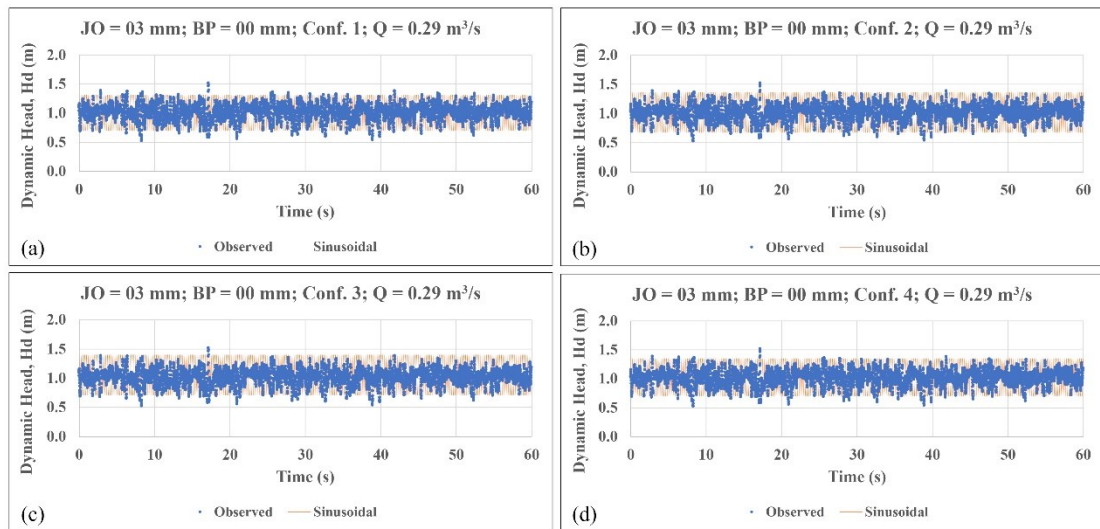 JO = 03 mm; BP = 00 mm; Conf. 1; Q = 0.29 m³/s
Dynamic Head, Hd (m)
2.0
1.5
1.0
0.5
0.0
0 10 20 30 40 50 60
Time (s)
(a)
Observed Sinusoidal
JO = 03 mm; BP = 00 mm; Conf. 2; Q = 0.29 m³/s
Dynamic Head, Hd (m)
2.0
1.5
1.0
0.5
0.0
0 10 20 30 40 50 60
Time (s)
(b)
Observed Sinusoidal
JO = 03 mm; BP = 00 mm; Conf. 3; Q = 0.29 m³/s
Dynamic Head, Hd (m)
2.0
1.5
1.0
0.5
0.0
0 10 20 30 40 50 60
Time (s)
(c)
Observed Sinusoidal
JO = 03 mm; BP = 00 mm; Conf. 4; Q = 0.29 m³/s
Dynamic Head, Hd (m)
2.0
1.5
1.0
0.5
0.0
0 10 20 30 40 50 60
Time (s)
(d)
Observed Sinusoidal